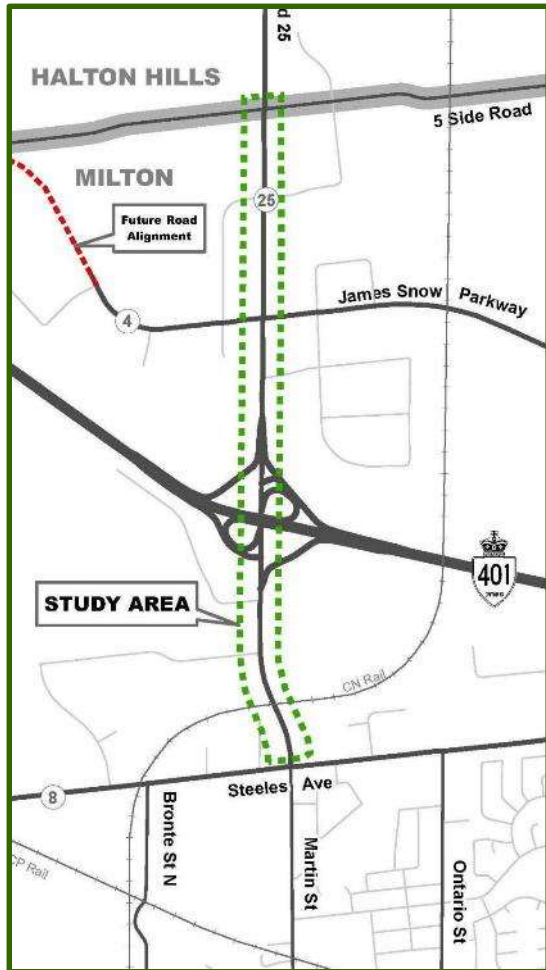 d 25
HALTON HILLS
5 Side Road
MILTON
25
Future Road
Alignment
James Snow Parkway
4
401
STUDY AREA
CN Rail
8
Steeles Ave
Bronte St N
Martin St
Ontario St
CP Rail